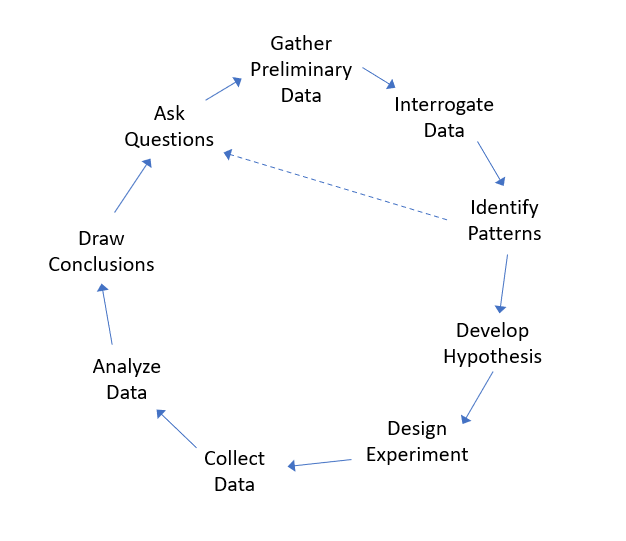 Gather
Preliminary
Data
Interrogate
Data
Identify
Patterns
Develop
Hypothesis
Design
Experiment
Collect
Data
Analyze
Data
Draw
Conclusions
Ask
Questions